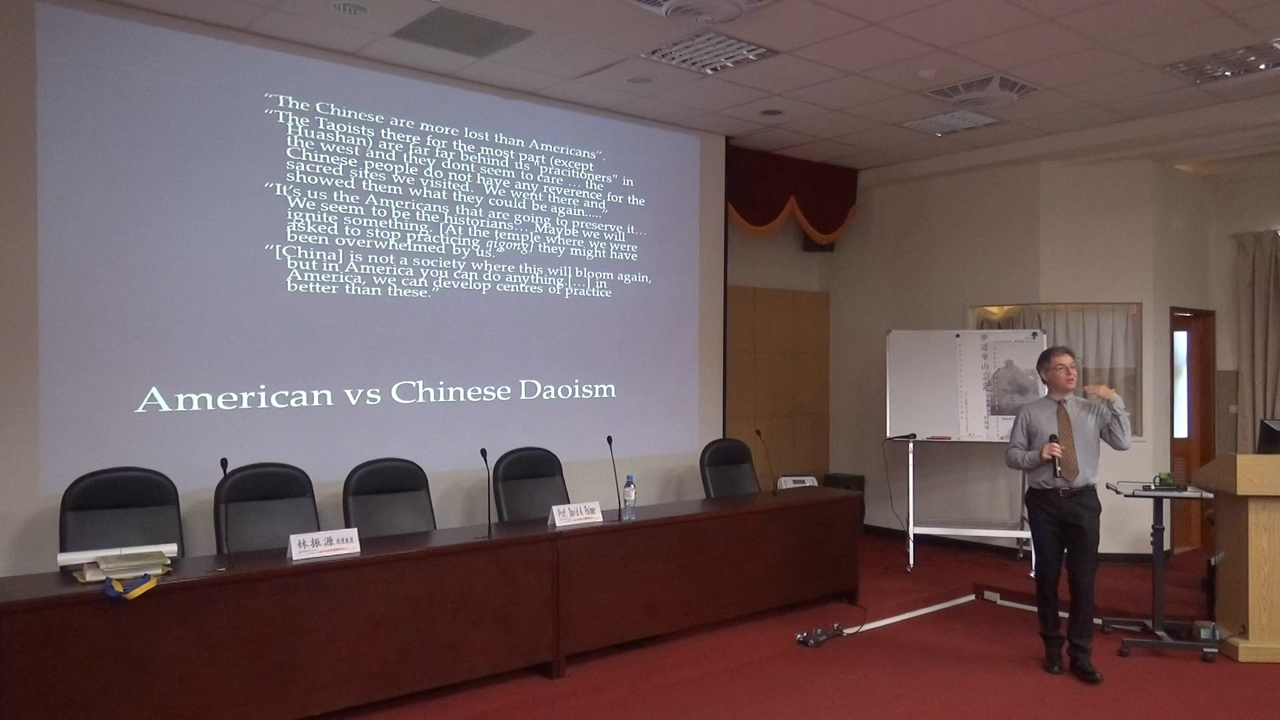 “The Chinese are more lost than Americans”.
“The Taoists there for the most part (except
Huashan) are far far behind us "pracitioners" in
the west and they dont seem to care … the
Chinese people do not have any reverence for the
sacred sites we visited. We went there and
showed them what they could be again.....”
“It’s us the Americans that are going to preserve it…
We seem to be the historians… Maybe we will
ignite something. [At the temple where we were
asked to stop practicing qigong] they might have
been overwhelmed by us.”
“[China] is not a society where this will bloom again,
but in America you can do anything.[…] in
America, we can develop centres of practice
better than these.”
American vs Chinese Daoism
林振源
Prof. David A. Palmer
夢道華山